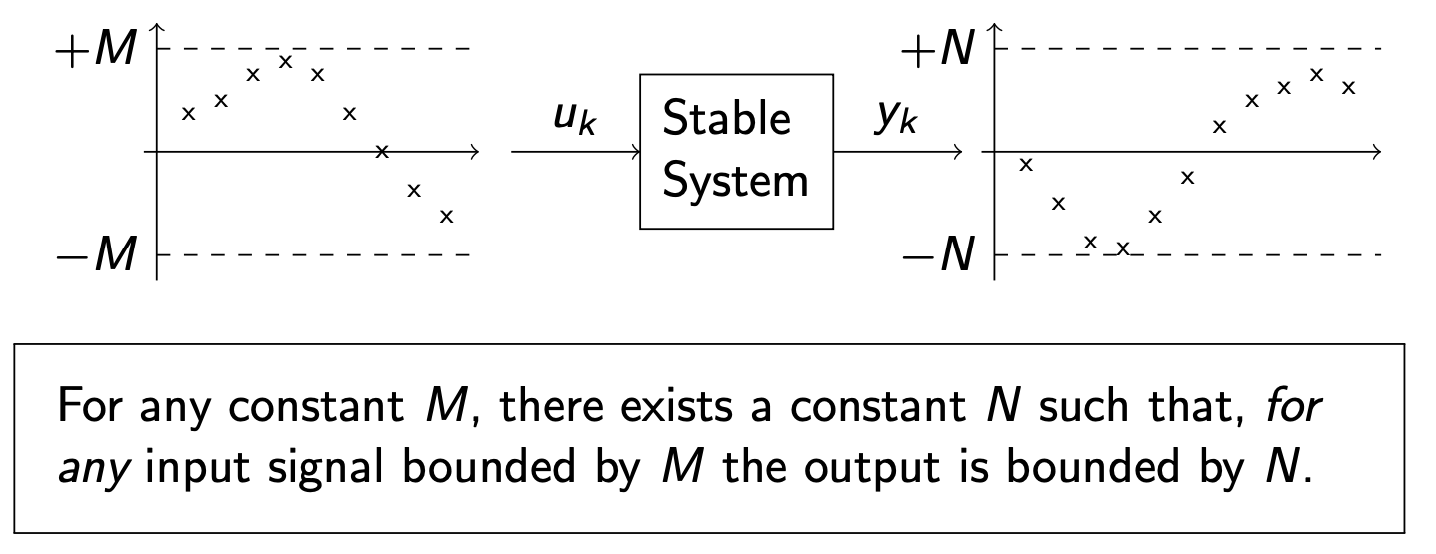 +M
−M
u_k
Stable
System
y_k
+N
−N
For any constant M, there exists a constant N such that, for
any input signal bounded by M the output is bounded by N.